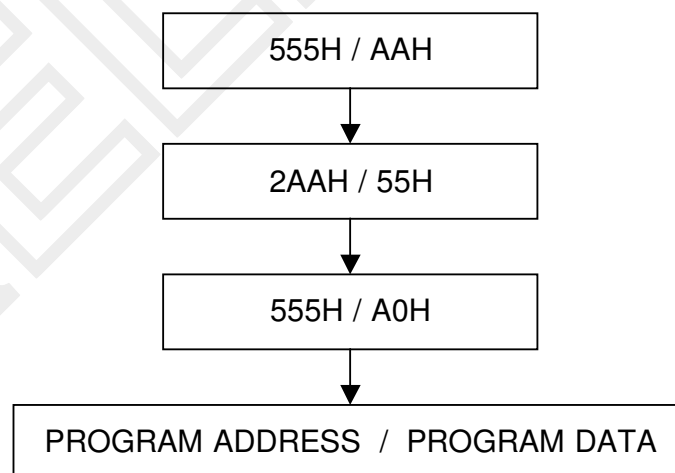 555H / AAH
2AAH / 55H
555H / A0H
PROGRAM ADDRESS / PROGRAM DATA